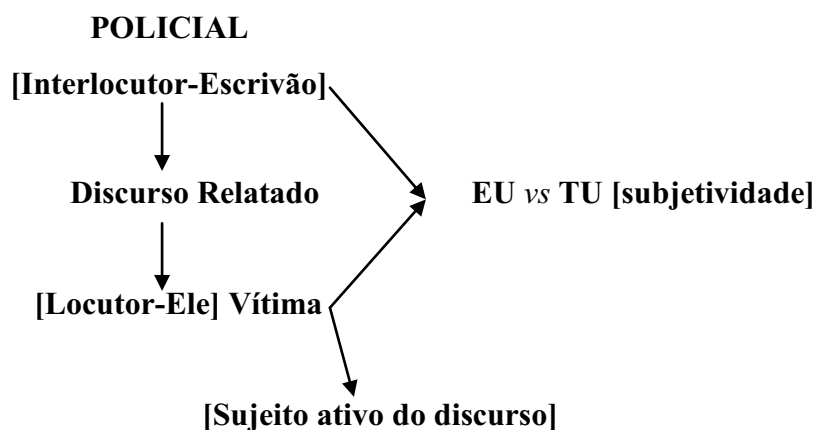 POLICIAL
[Interlocutor-Escrivão]
Discurso Relatado
EU vs TU [subjetividade]
[Locutor-Ele] Vítima
[Sujeito ativo do discurso]